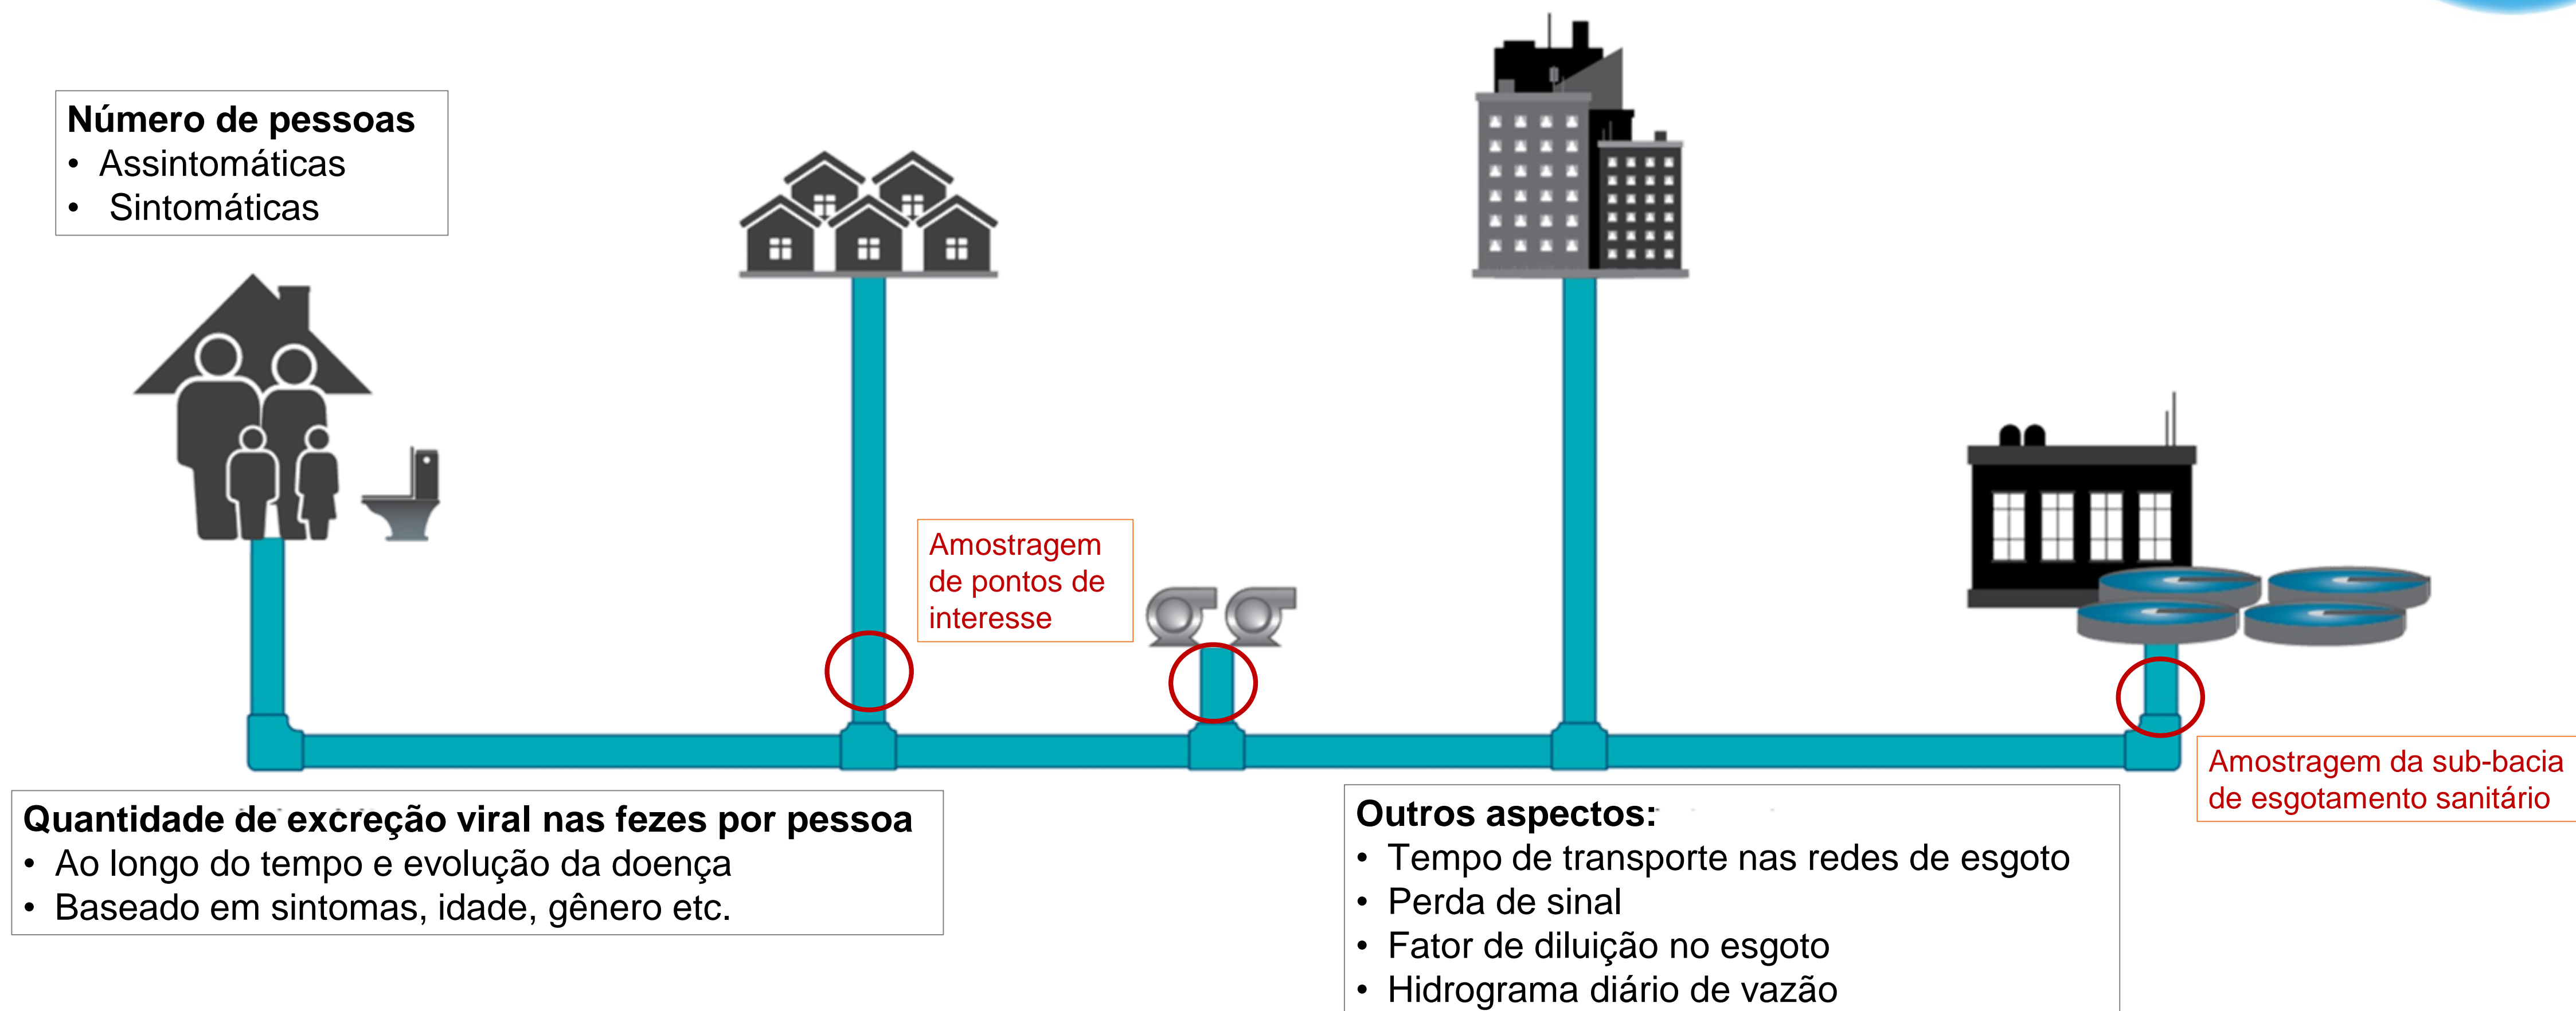 Número de pessoas
• Assintomáticas
• Sintomáticas
Amostragem
de pontos de
interesse
Amostragem da sub-bacia
de esgotamento sanitário
Quantidade de excreção viral nas fezes por pessoa
• Ao longo do tempo e evolução da doença
• Baseado em sintomas, idade, gênero etc.
Outros aspectos:
• Tempo de transporte nas redes de esgoto
• Perda de sinal
• Fator de diluição no esgoto
• Hidrograma diário de vazão